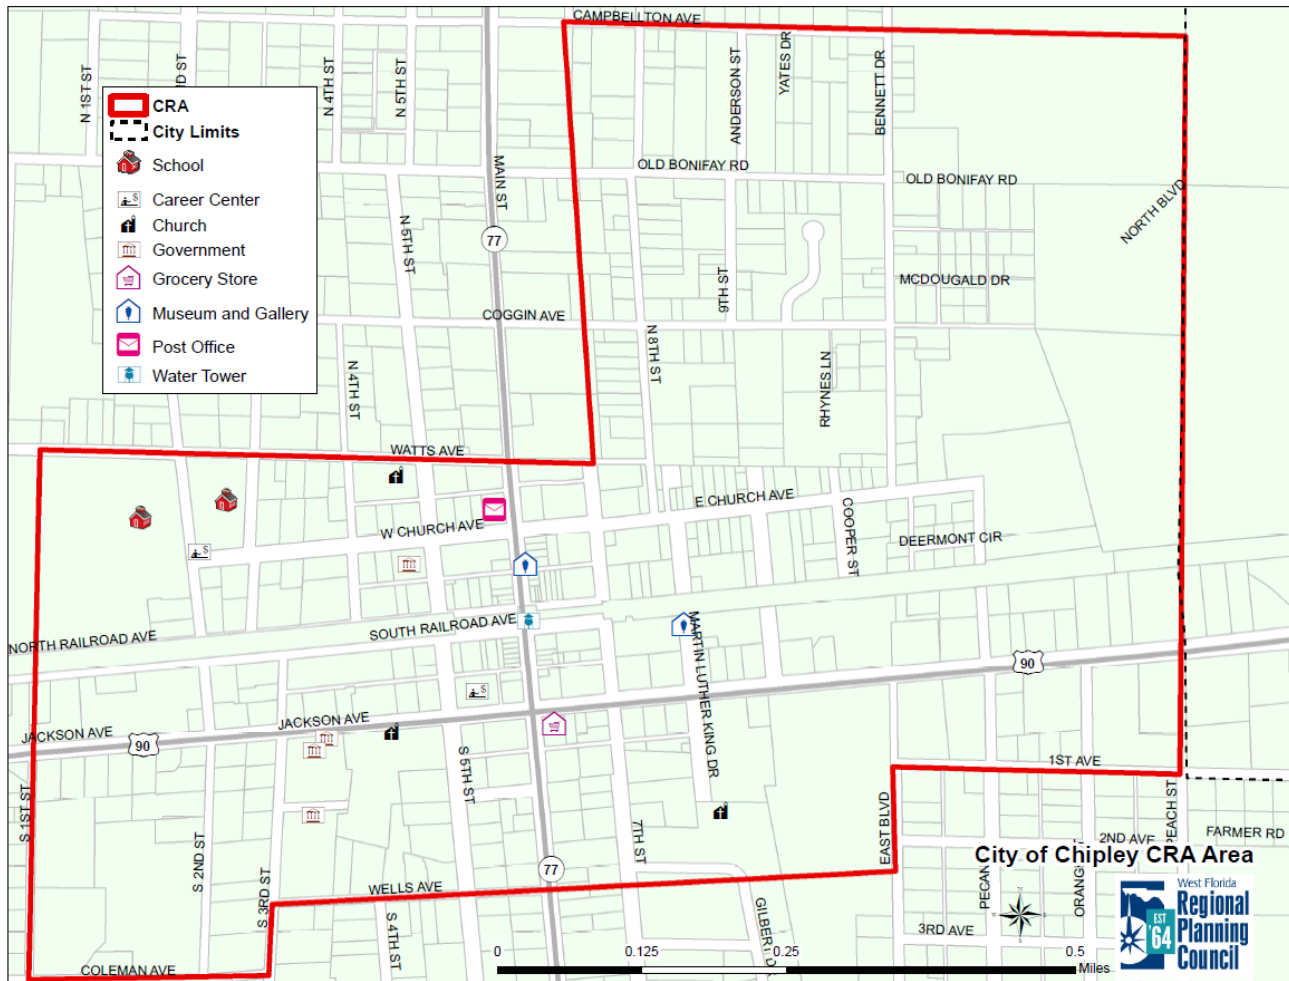 CAMPBELLTON AVE
N 1ST ST
ND ST
N 4TH ST
N 5TH ST
ANDERSON ST
YATES DR
BENNETT DR
CRA
City Limits
School
Career Center
Church
Government
Grocery Store
Museum and Gallery
Post Office
Water Tower
MAIN ST
OLD BONIFAY RD
OLD BONIFAY RD
NORTH BLVD
N 5TH ST
77
9TH ST
MCDOUGALD DR
COGGIN AVE
N 8TH ST
RHYNES LN
N 4TH ST
WATTS AVE
E CHURCH AVE
W CHURCH AVE
COOPER ST
DEERMONT CIR
NORTH RAILROAD AVE
SOUTH RAILROAD AVE
MARTIN LUTHER KING DR
90
JACKSON AVE
JACKSON AVE
90
S 5TH ST
1ST AVE
S 1ST ST
S 2ND ST
S 3RD ST
7TH ST
EAST BLVD
PEACH ST
2ND AVE
FARMER RD
77
WELLS AVE
S 4TH ST
GILBERT DR
PECAN
ORANG
3RD AVE
COLEMAN AVE
City of Chipley CRA Area
0
0.125
0.25
0.5
Miles
West Florida
Regional
Planning
Council
EST
'64